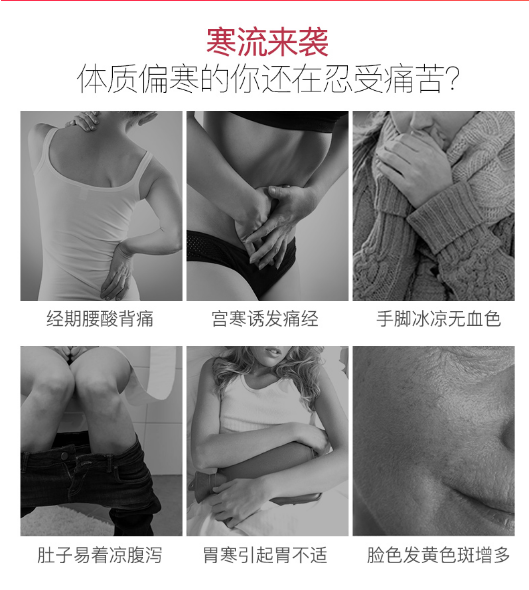 寒流来袭
体质偏寒的你还在忍受痛苦?
经期腰酸背痛
宫寒诱发痛经
手脚冰凉无血色
肚子易着凉腹泻
胃寒引起胃不适
脸色发黄色斑增多